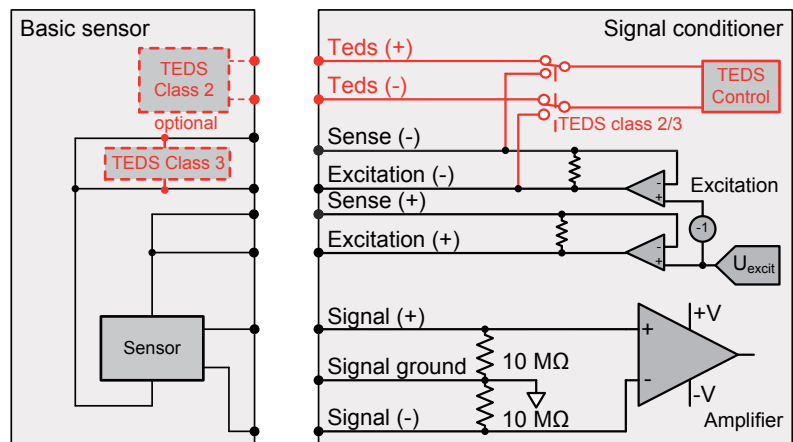 Basic sensor
TEDS
Class 2
optional
TEDS Class 3
Sensor
Signal conditioner
Teds (+)
Teds (-)
TEDS
Control
TEDS class 2/3
Sense (-)
Excitation (-)
Excitation
Sense (+)
Excitation (+)
-
+
-1
-
+
Uexcit
Signal (+)
+V
+
10 MΩ
Signal ground
-
10 MΩ
-V
Signal (-)
Amplifier